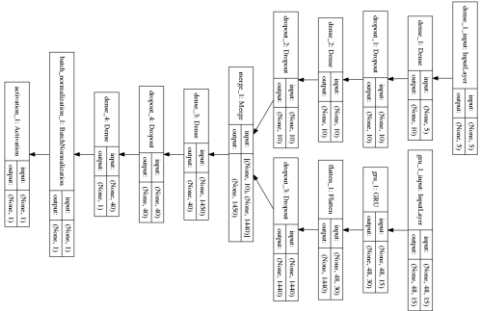 dense_1_input: InputLayer
input: (None, 5)
output: (None, 5)
dense_1: Dense
input: (None, 5)
output: (None, 10)
dropout_1: Dropout
input: (None, 10)
output: (None, 10)
dense_2: Dense
input: (None, 10)
output: (None, 10)
dropout_2: Dropout
input: (None, 10)
output: (None, 10)
gru_1_input: InputLayer
input: (None, 48, 15)
output: (None, 48, 15)
gru_1: GRU
input: (None, 48, 15)
output: (None, 48, 30)
flatten_1: Flatten
input: (None, 48, 30)
output: (None, 1440)
dropout_3: Dropout
input: (None, 1440)
output: (None, 1440)
merge_1: Merge
input: [(None, 10), (None, 1440)]
output: (None, 1450)
dense_3: Dense
input: (None, 1450)
output: (None, 40)
dropout_4: Dropout
input: (None, 40)
output: (None, 40)
dense_4: Dense
input: (None, 40)
output: (None, 1)
batch_normalization_1: BatchNormalization
input: (None, 1)
output: (None, 1)
activation_1: Activation
input: (None, 1)
output: (None, 1)